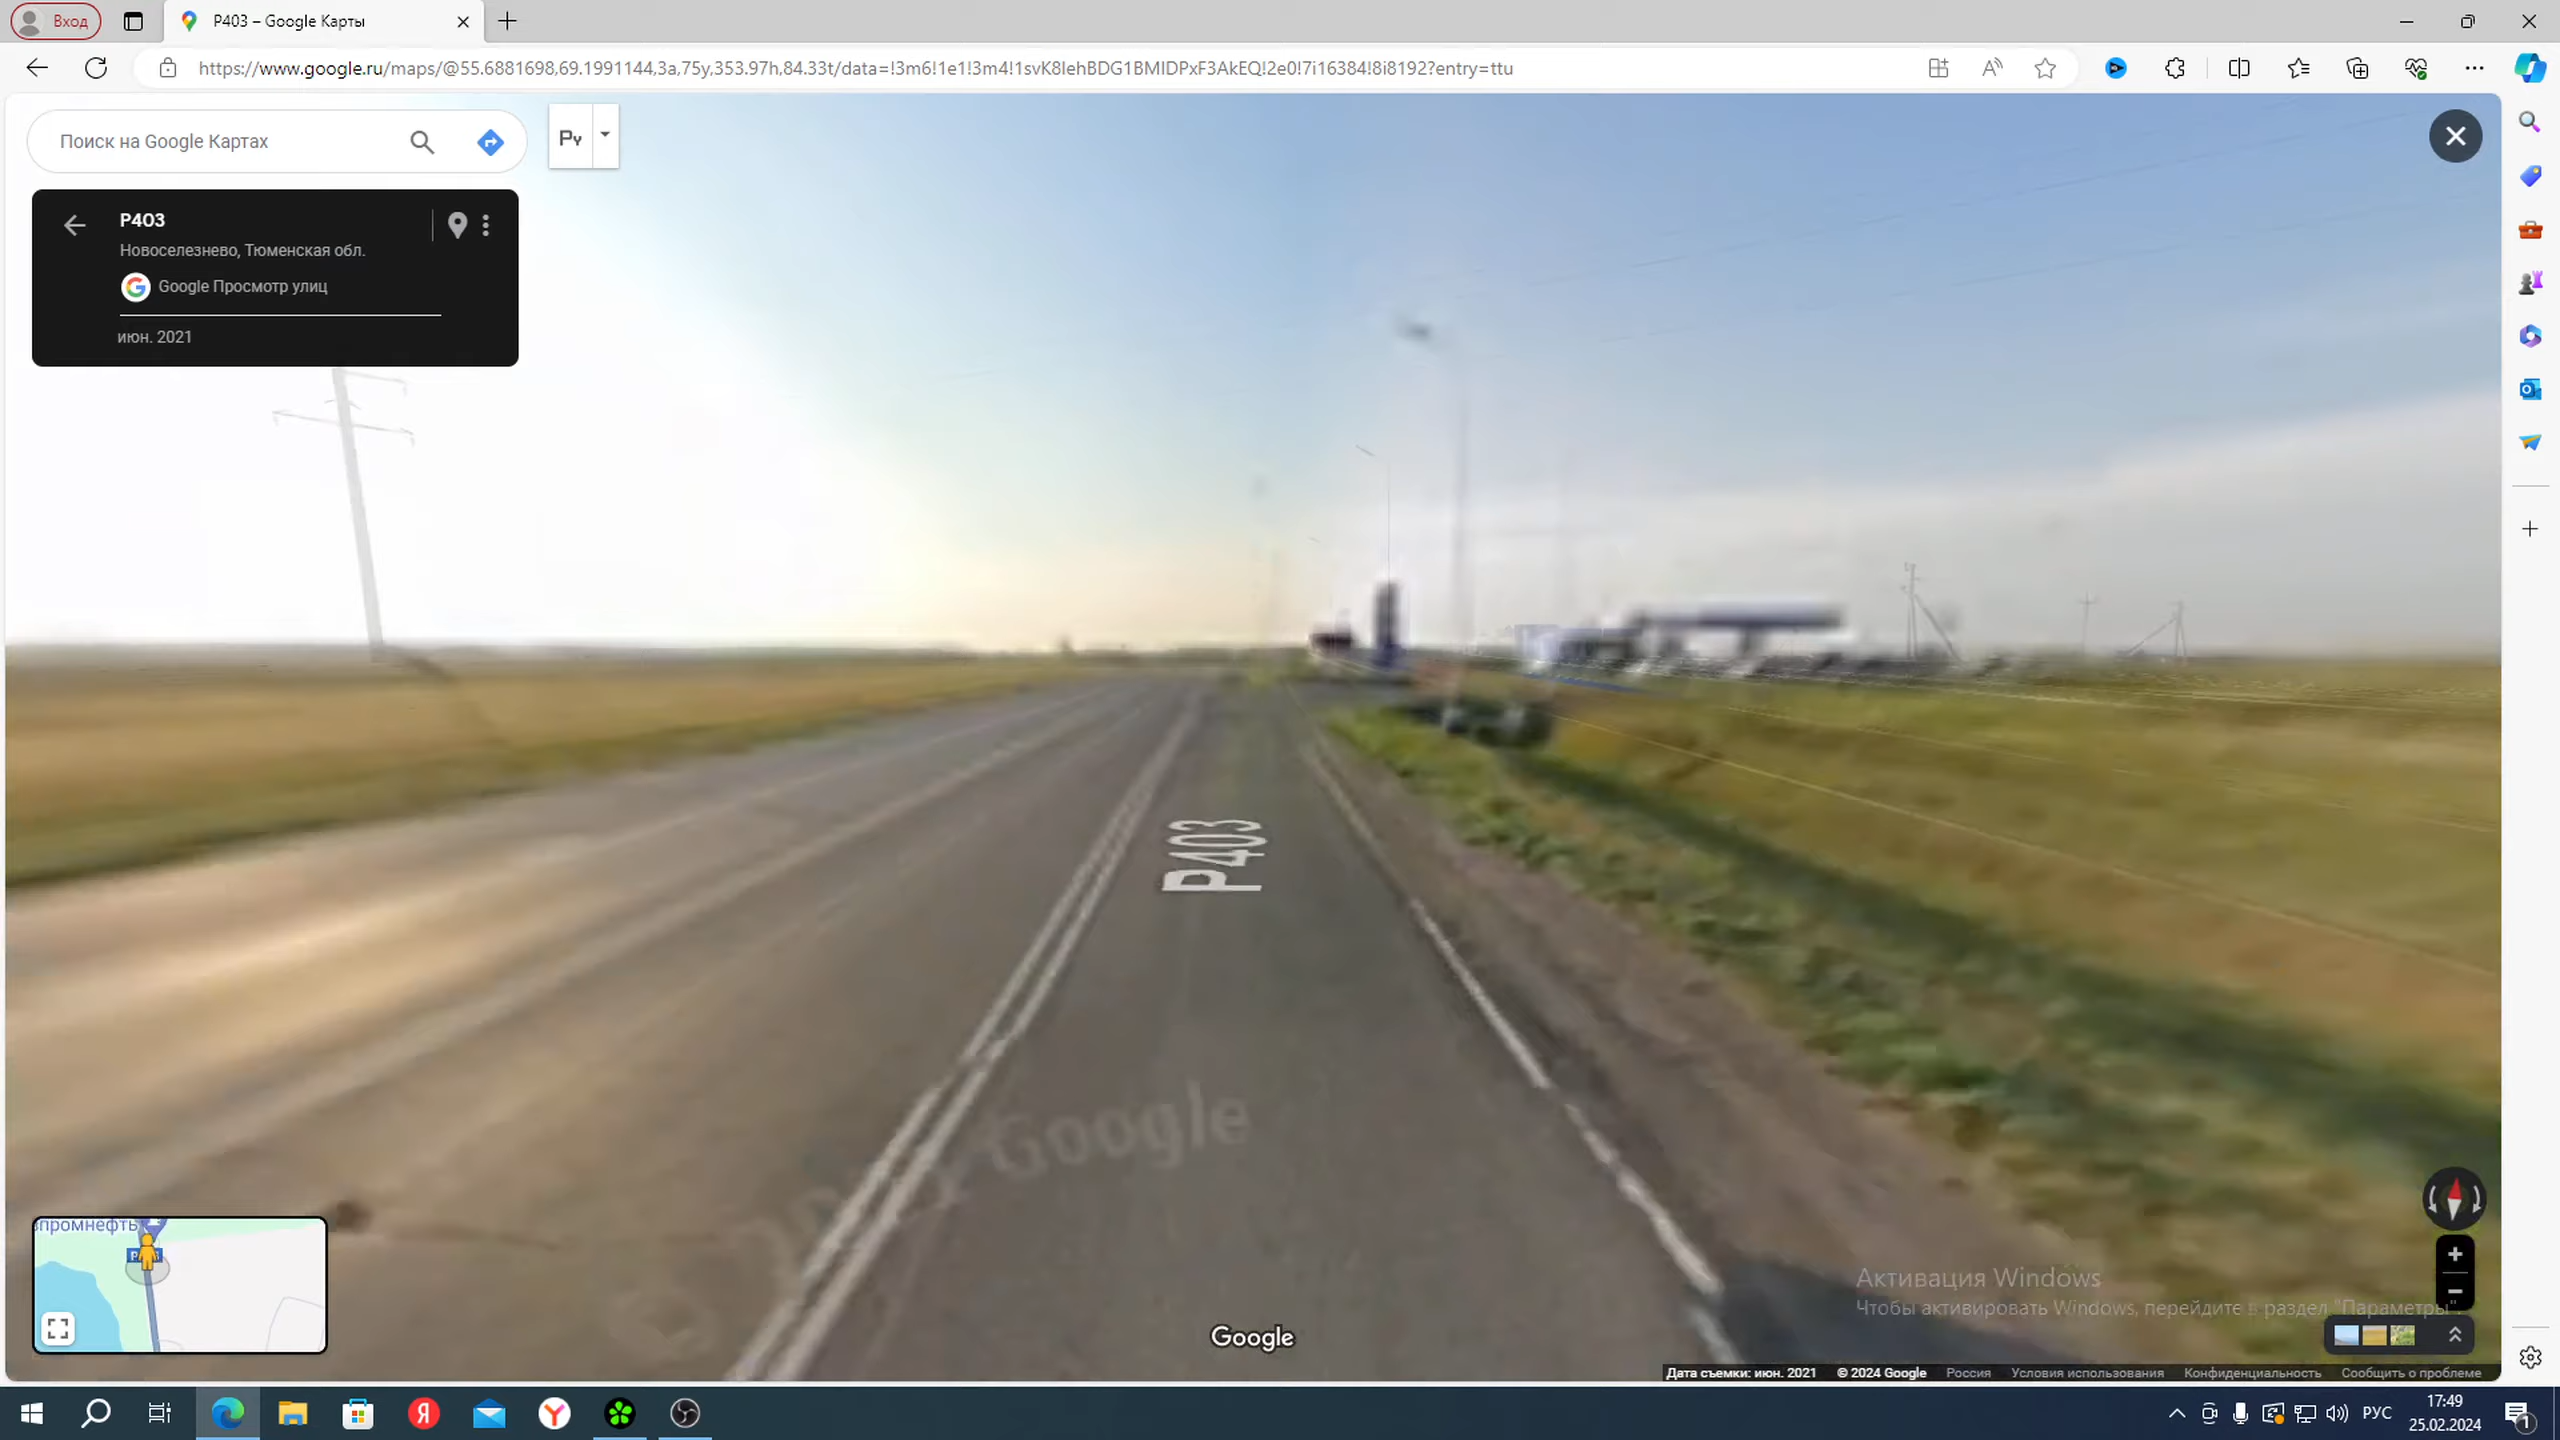 Вход
Р403 – Google Карты
https://www.google.ru/maps/@55.6881698,69.1991144,3a,75y,353.97h,84.33t/data=!3m6!1e1!3m4!1svK8IehBDG1BMIDPxF3AkEQ!2e0!7i16384!8i8192?entry=ttu
Поиск на Google Картах
Ру
Р403
Новоселезнево, Тюменская обл.
Google Просмотр улиц
июн. 2021
Р403
Google
промнефть
Активация Windows
Чтобы активировать Windows, перейдите в раздел "Параметры".
Google
Дата съемки: июн. 2021 © 2024 Google Россия Условия использования Конфиденциальность Сообщить о проблеме
РУС
17:49
25.02.2024
1